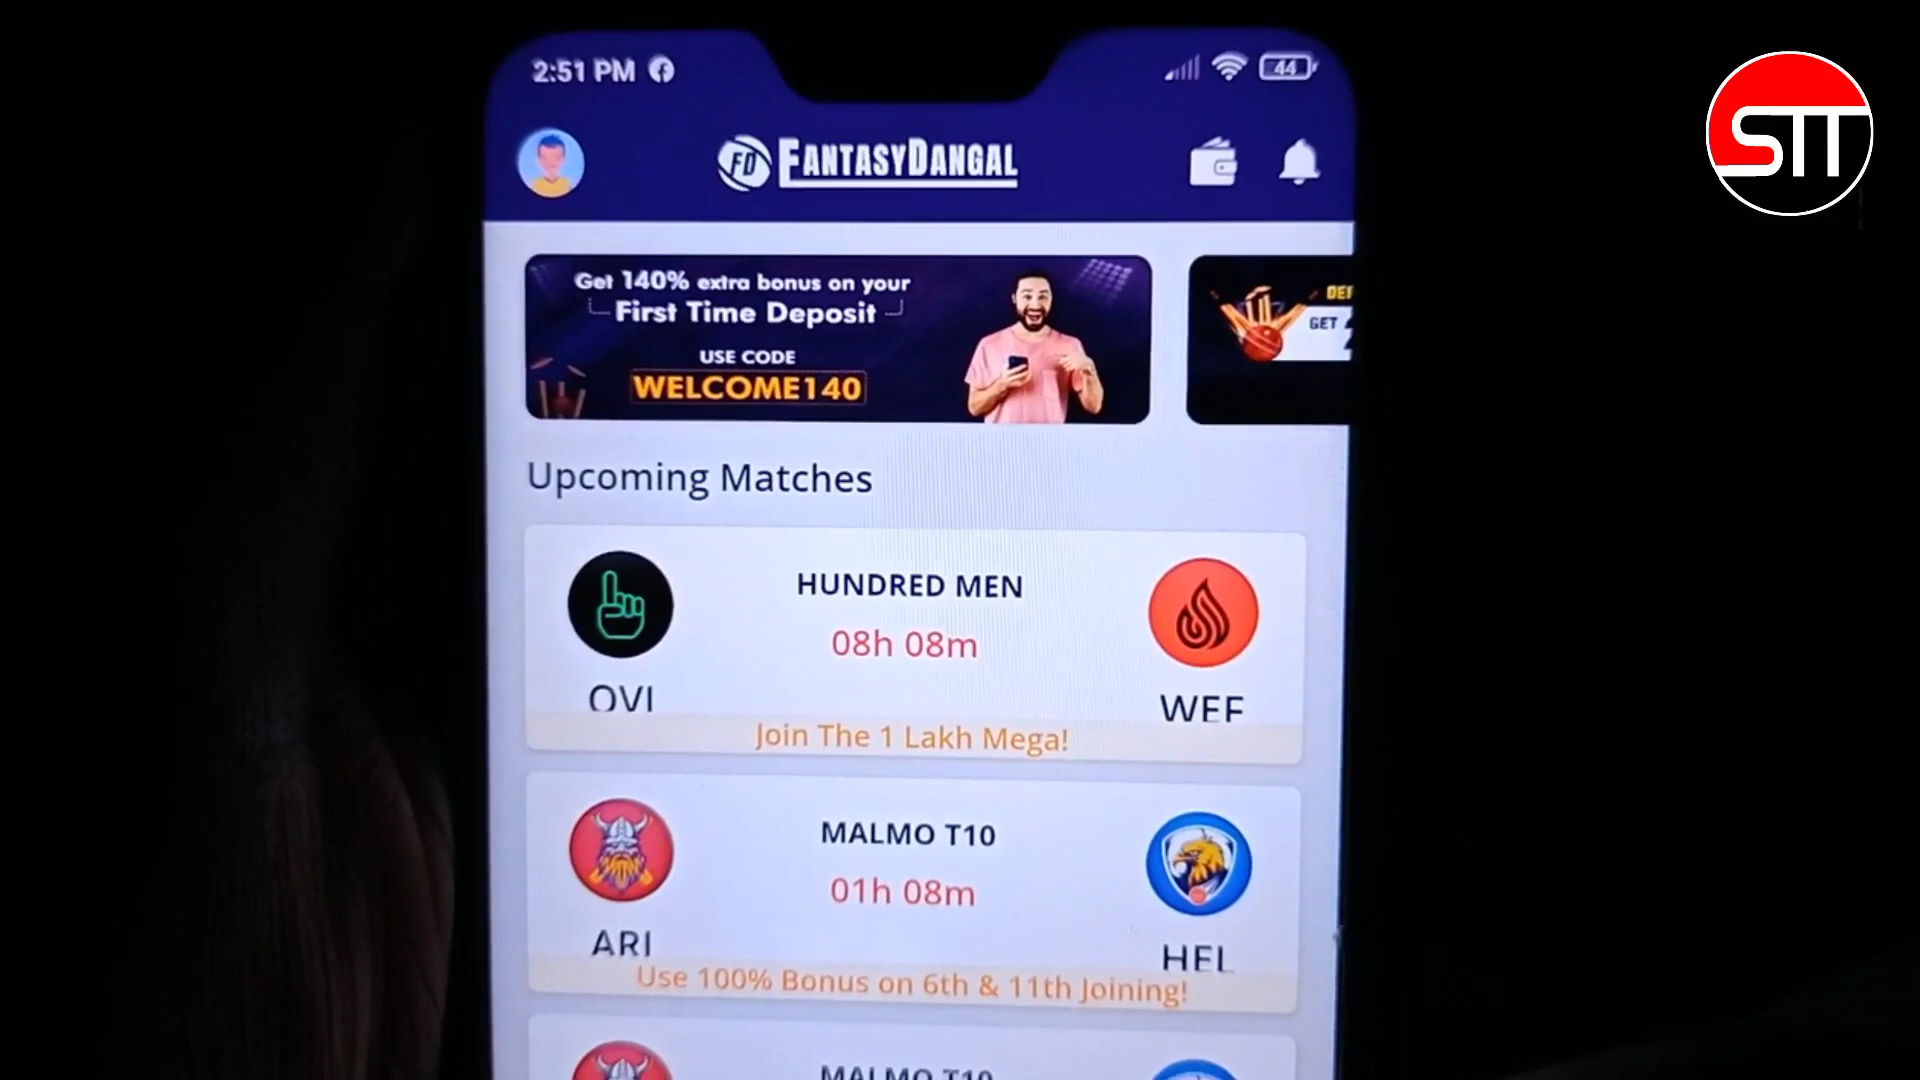 2:51 PM
44
STT
FD FANTASYDANGAL
Get 140% extra bonus on your
First Time Deposit
USE CODE
WELCOME140
GET
Upcoming Matches
HUNDRED MEN
08h 08m
OVI
WEF
Join The 1 Lakh Mega!
MALMO T10
01h 08m
ARI
HEL
Use 100% Bonus on 6th & 11th Joining!
MALMO T10